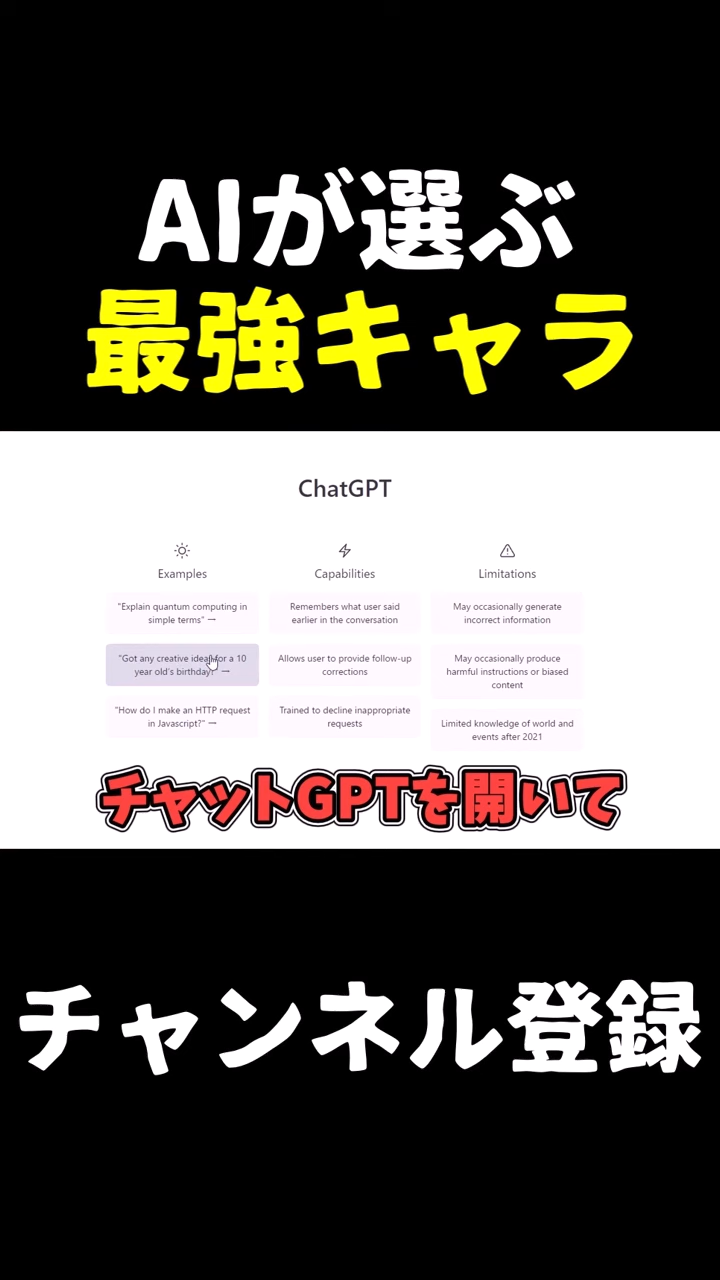 AIが選ぶ
最強キャラ
ChatGPT
Examples
Capabilities
Limitations
"Explain quantum computing in
simple terms" →
Remembers what user said
earlier in the conversation
May occasionally generate
incorrect information
"Got any creative ideas for a 10
year old's birthday?" →
Allows user to provide follow-up
corrections
May occasionally produce
harmful instructions or biased
content
"How do I make an HTTP request
in Javascript?" →
Trained to decline inappropriate
requests
Limited knowledge of world and
events after 2021
チャットGPTを開いて
チャンネル登録